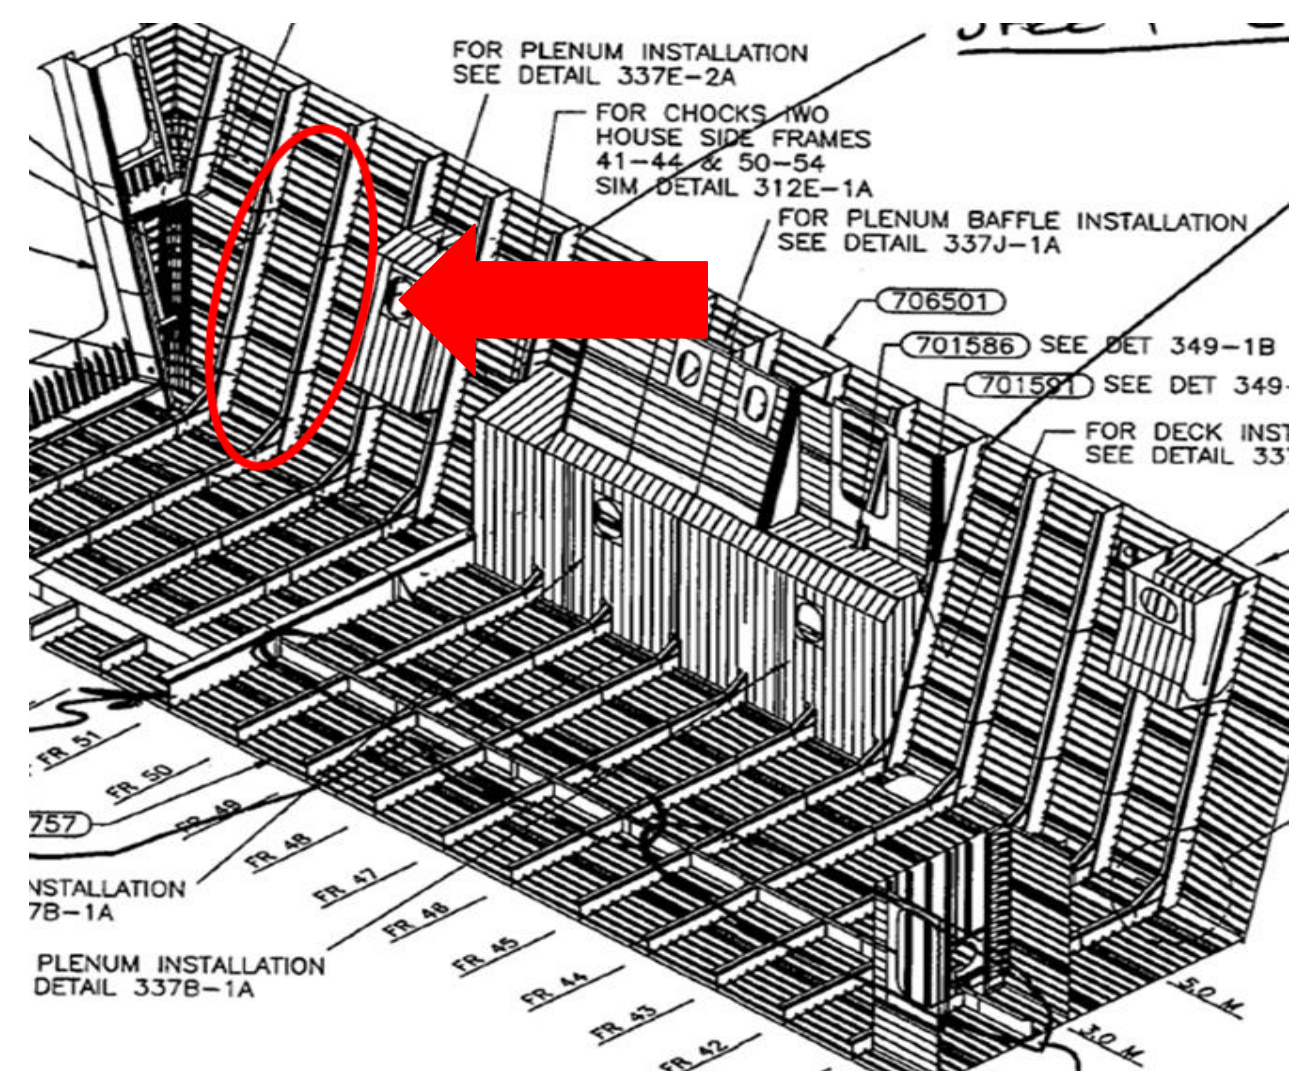 FOR PLENUM INSTALLATION
SEE DETAIL 337E-2A
FOR CHOCKS IWO
HOUSE SIDE FRAMES
41-44 & 50-54
SIM DETAIL 312E-1A
FOR PLENUM BAFFLE INSTALLATION
SEE DETAIL 337J-1A
706501
701586 SEE DET 349-1B
701591 SEE DET 349-
FOR DECK INST
SEE DETAIL 337
FR 51
FR 50
FR 49
FR 48
FR 47
FR 46
FR 45
FR 44
FR 43
FR 42
757
NSTALLATION
7B-1A
PLENUM INSTALLATION
DETAIL 337B-1A
5.0 M
3.0 M